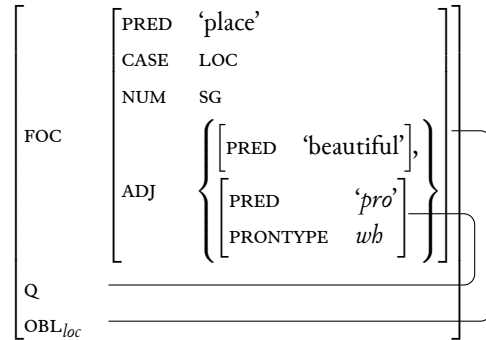 PRED ‘place’
CASE LOC
NUM SG
FOC
[PRED ‘beautiful’],
ADJ
PRED ‘pro’
PRONTYPE wh
Q
OBLloc